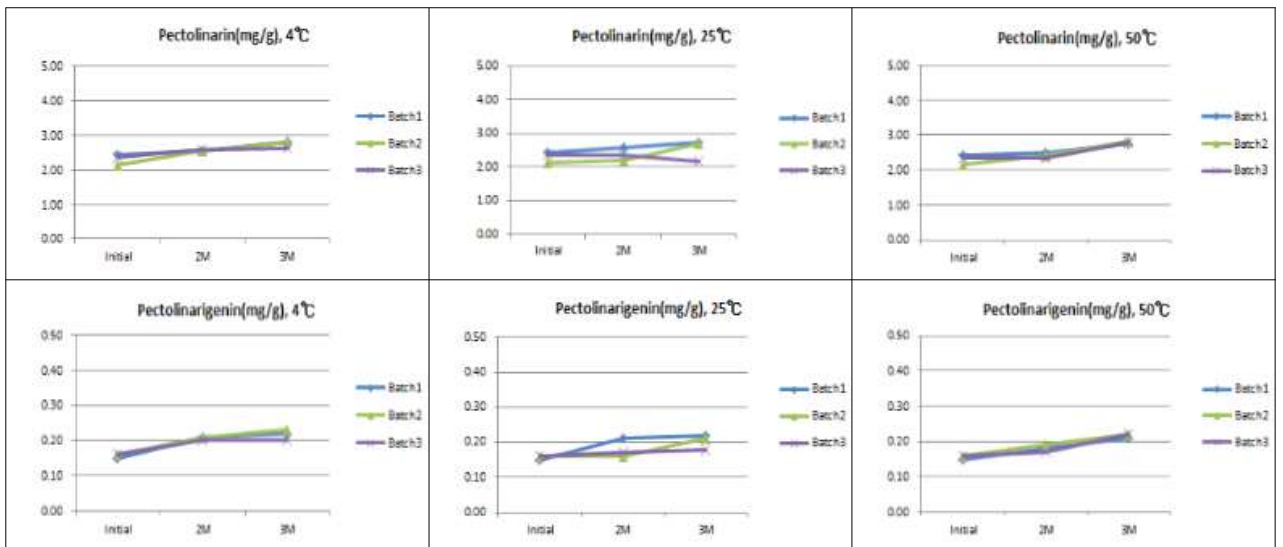 Pectolinarin(mg/g), 4℃
5.00
4.00
3.00
2.00
1.00
0.00
Initial 2M 3M
Batch1
Batch2
Batch3
Pectolinarin(mg/g), 25℃
5.00
4.00
3.00
2.00
1.00
0.00
Initial 2M 3M
Batch1
Batch2
Batch3
Pectolinarin(mg/g), 50℃
5.00
4.00
3.00
2.00
1.00
0.00
Initial 2M 3M
Batch1
Batch2
Batch3
Pectolinarigenin(mg/g), 4℃
0.50
0.40
0.30
0.20
0.10
0.00
Initial 2M 3M
Batch1
Batch2
Batch3
Pectolinarigenin(mg/g), 25℃
0.50
0.40
0.30
0.20
0.10
0.00
Initial 2M 3M
Batch1
Batch2
Batch3
Pectolinarigenin(mg/g), 50℃
0.50
0.40
0.30
0.20
0.10
0.00
Initial 2M 3M
Batch1
Batch2
Batch3